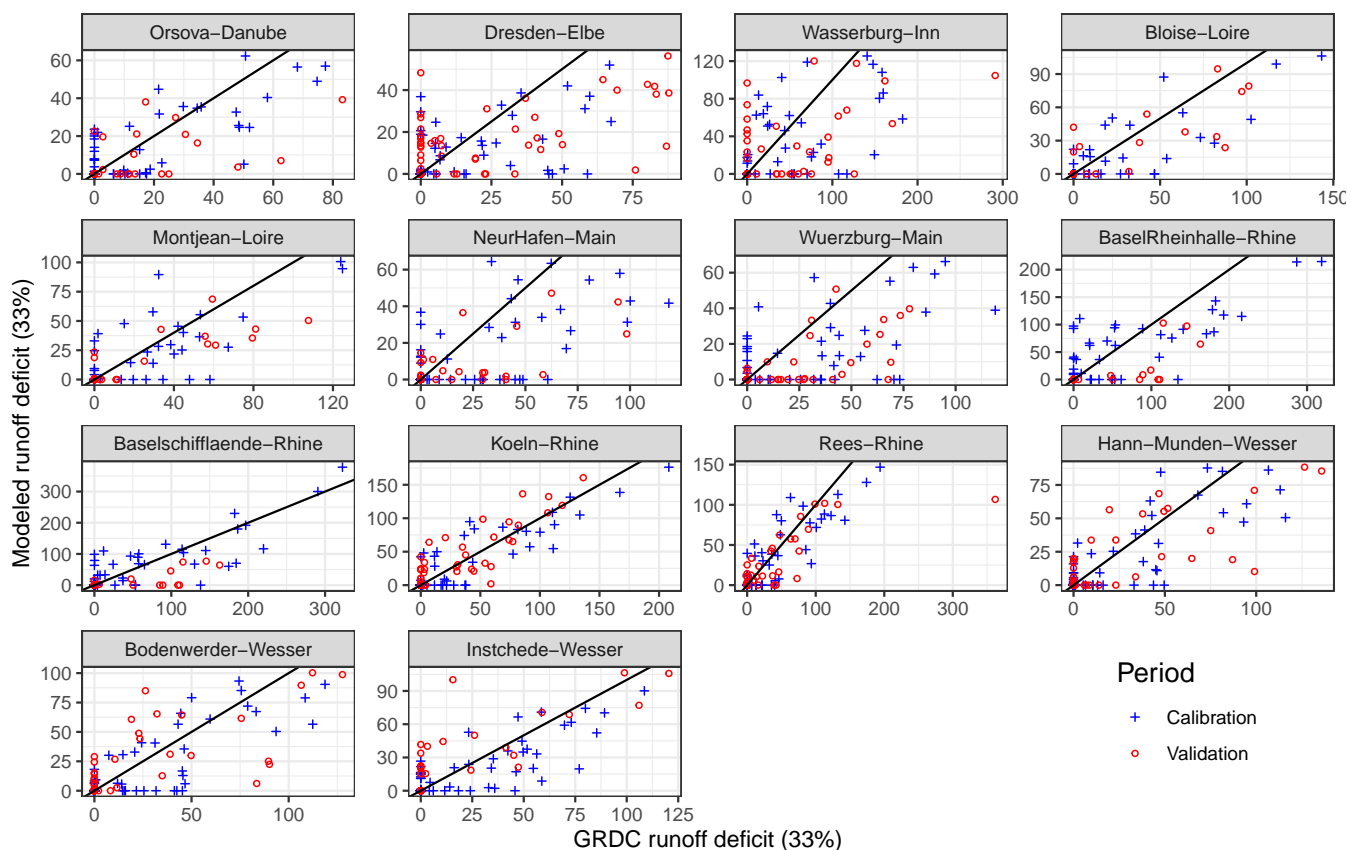 Orsova−Danube
Dresden−Elbe
Wasserburg−Inn
Bloise−Loire
60
40
20
0
0 20 40 60 80
40
20
0
0 25 50 75
120
80
40
0
0 100 200 300
90
60
30
0
0 50 100 150
Montjean−Loire
NeurHafen−Main
Wuerzburg−Main
BaselRheinhalle−Rhine
100
75
50
25
0
0 40 80 120
60
40
20
0
0 30 60 90
60
40
20
0
0 25 50 75 100
200
150
100
50
0
0 100 200 300
Baselschifflaende−Rhine
Koeln−Rhine
Rees−Rhine
Hann−Munden−Wesser
300
200
100
0
0 100 200 300
150
100
50
0
0 50 100 150 200
150
100
50
0
0 100 200 300
75
50
25
0
0 50 100
Bodenwerder−Wesser
Instchede−Wesser
100
75
50
25
0
0 50 100
90
60
30
0
0 25 50 75 100 125
Modeled runoff deficit (33%)
GRDC runoff deficit (33%)
Period
Calibration
Validation